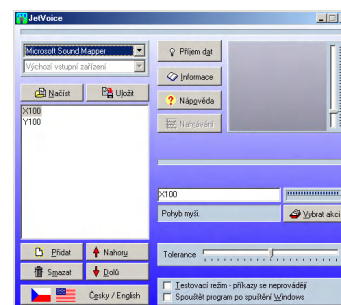 JetVoice
Microsoft Sound Mapper
Výchozí vstupní zařízení
Načíst
Uložit
X100
Y100
Přidat
Nahoru
Smazat
Dolů
Česky / English
Příjem dat
Informace
Nápověda
Nahrávání
X100
Pohyb myši.
Vybrat akci
Tolerance
Testovací režim - příkazy se neprovádějí
Spouštět program po spuštění Windows